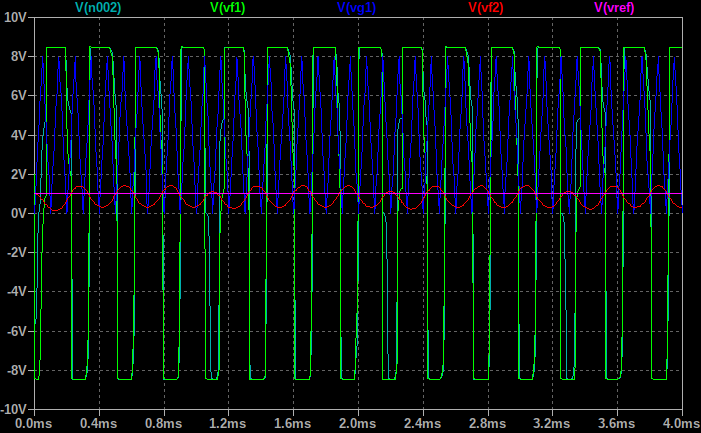 V(n002) V(vf1) V(vg1) V(vf2) V(vref)
10V
8V
6V
4V
2V
0V
-2V
-4V
-6V
-8V
-10V
0.0ms 0.4ms 0.8ms 1.2ms 1.6ms 2.0ms 2.4ms 2.8ms 3.2ms 3.6ms 4.0ms